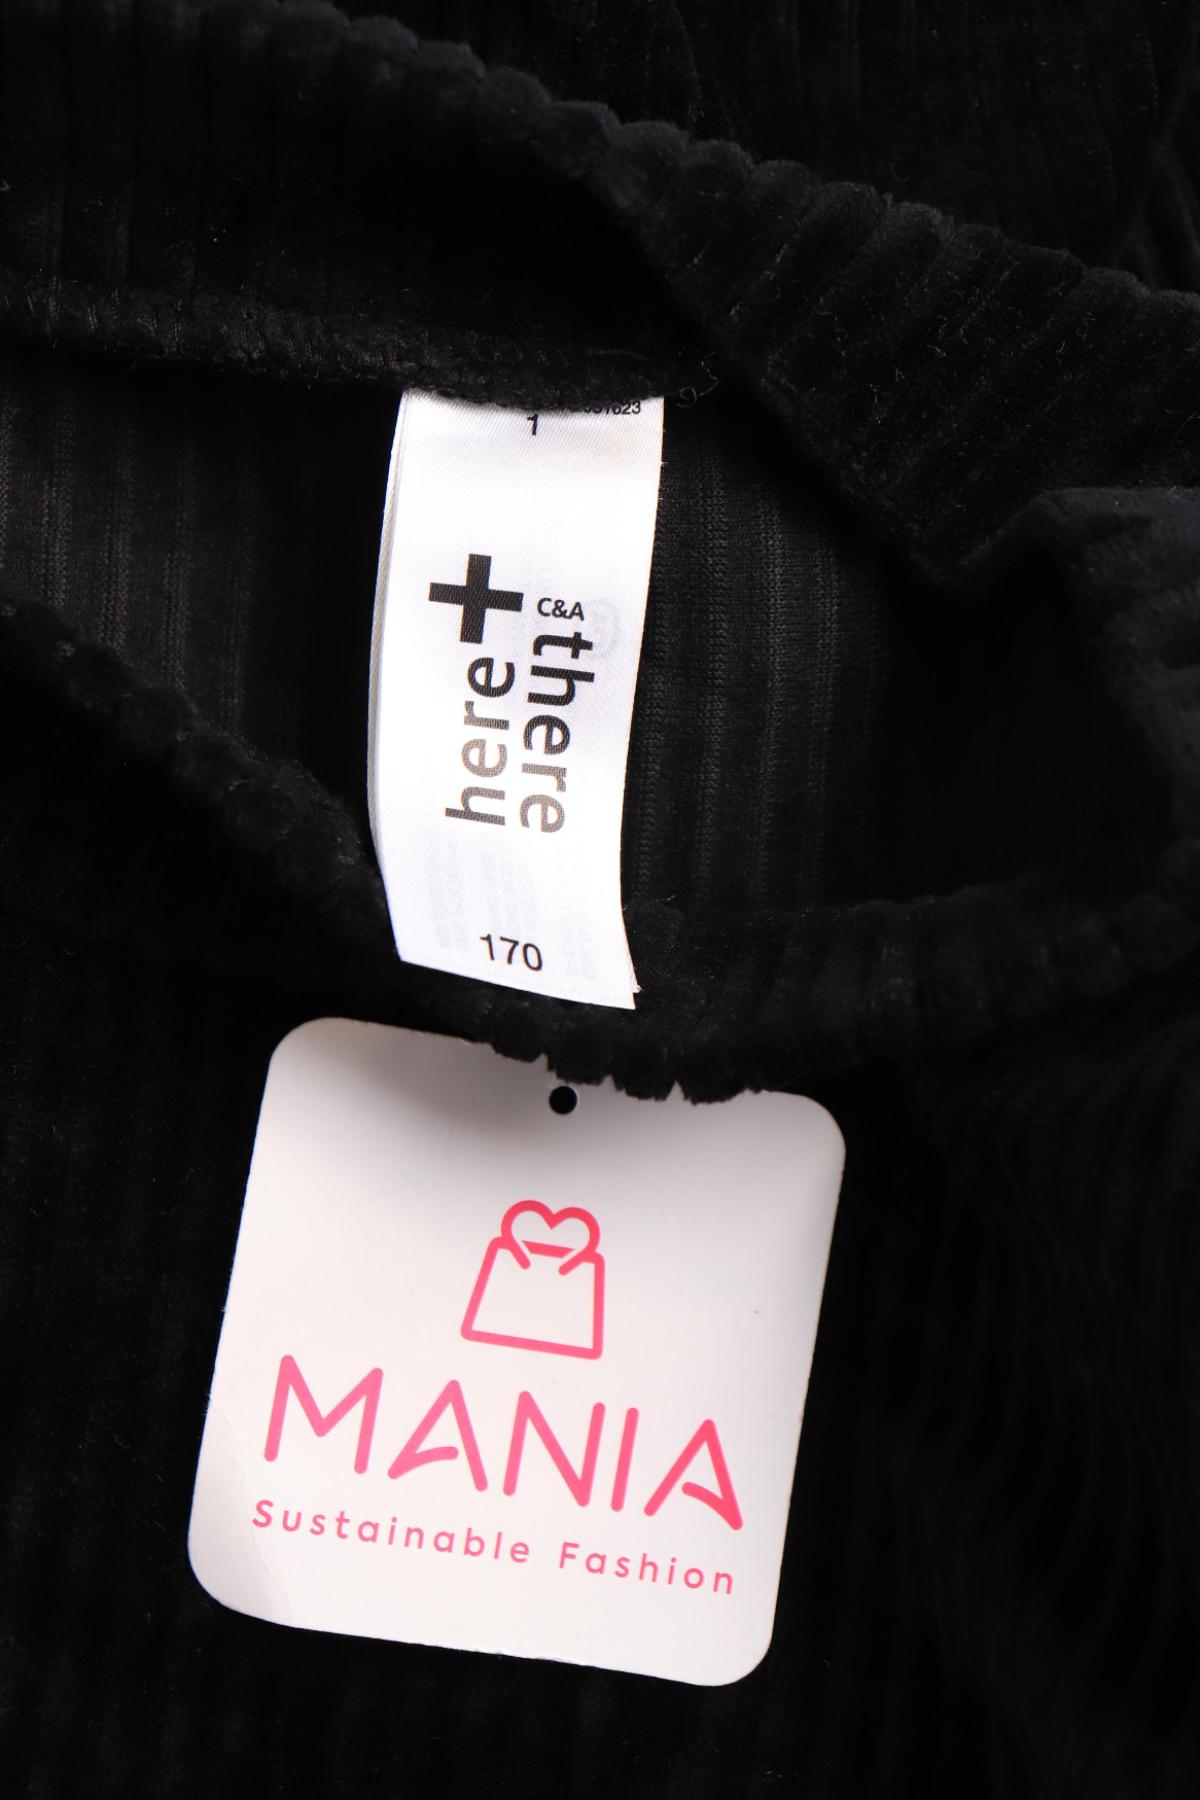 1
C&A
here+there
170
MANIA
Sustainable Fashion